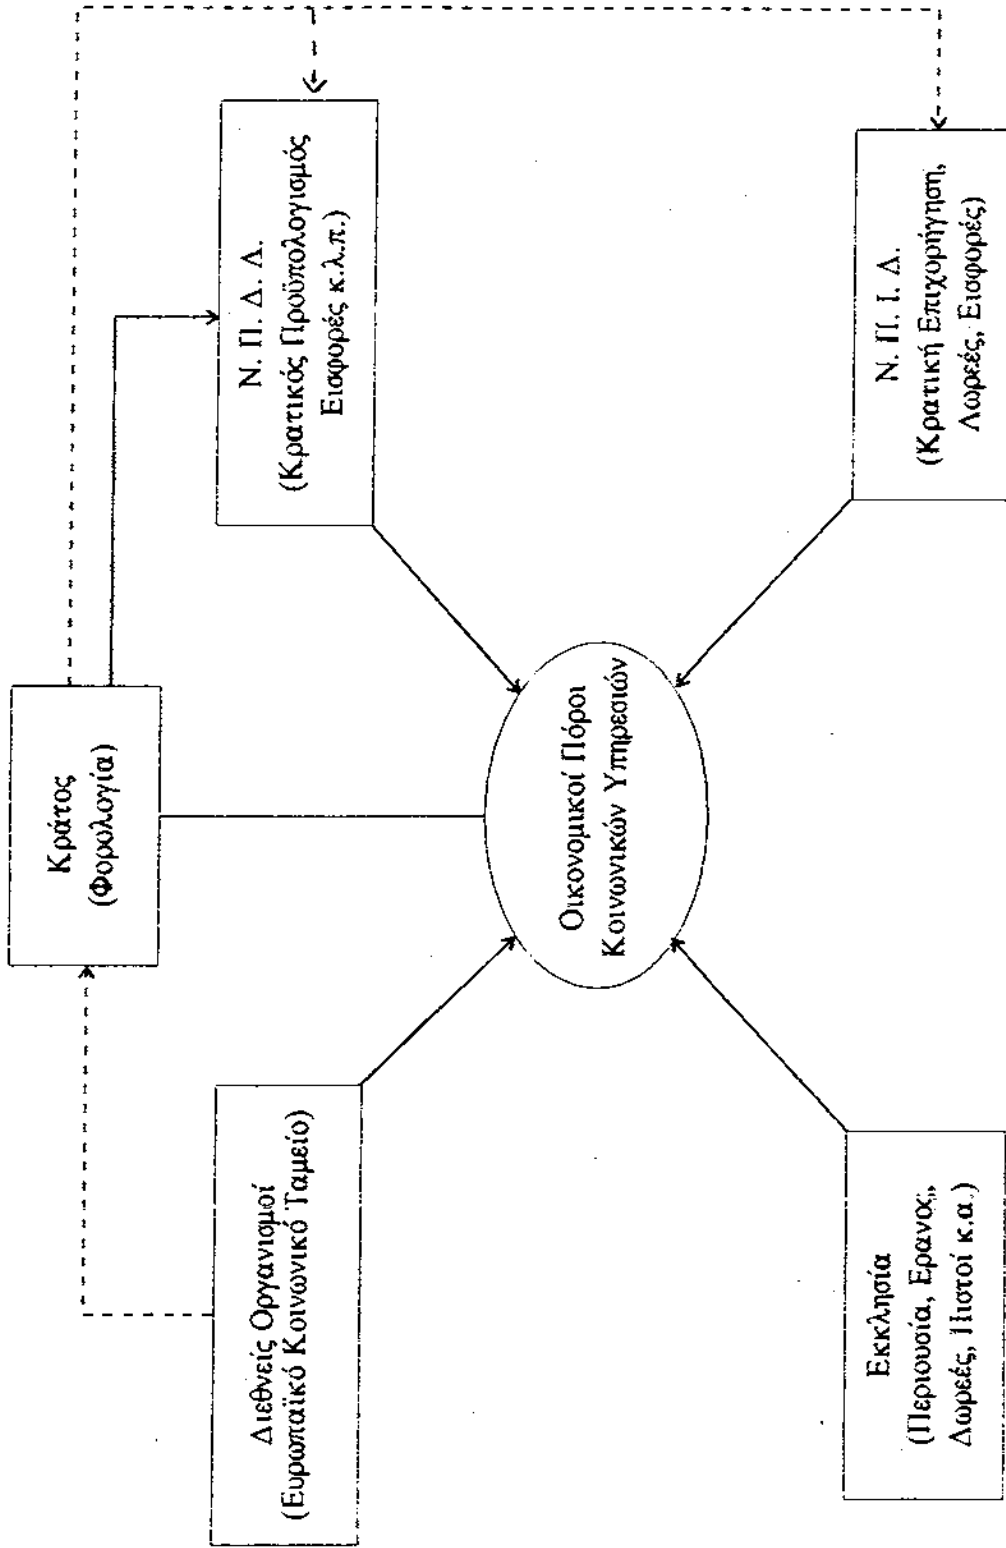 Κράτος
(Φορολογία)
Διεθνείς Οργανισμοί
(Ευρωπαϊκό Κοινωνικό Ταμείο)
Ν. Π. Δ. Δ.
(Κρατικός Προϋπολογισμός
Εισφορές κ.λ.π.)
Οικονομικοί Πόροι
Κοινωνικών Υπηρεσιών
Εκκλησία
(Περιουσία, Ερανος,,
Δωρεές, Πιστοί κ.α.)
Ν. Π. Ι. Δ.
(Κρατική Επιχορήγηση,
Δωρεές, Εισφορές)